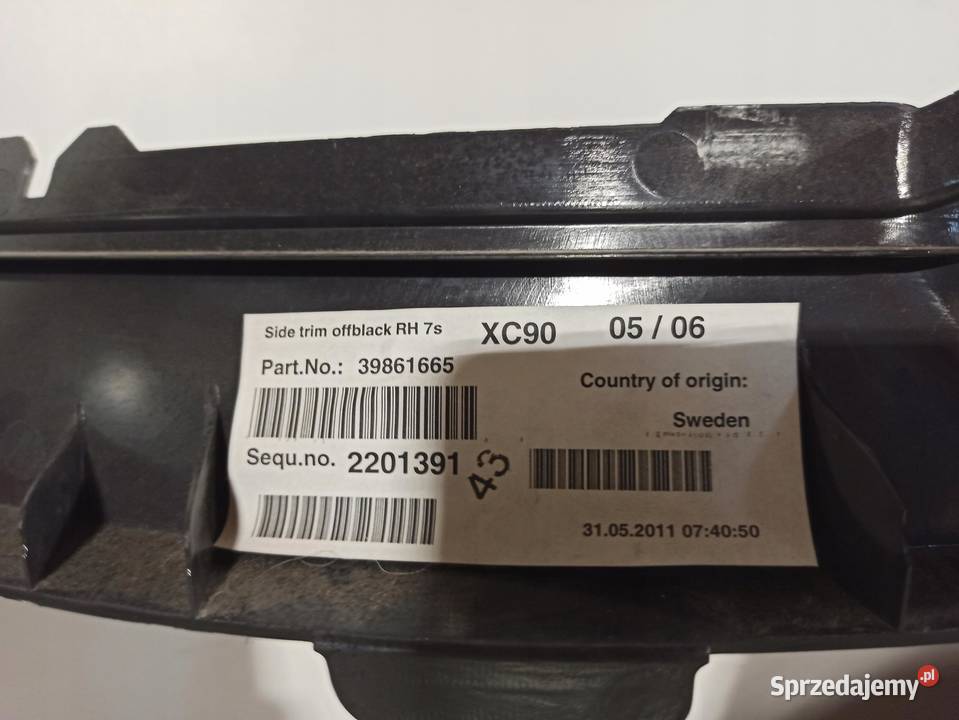 Side trim offblack RH 7s XC90 05 / 06
Part.No.: 39861665
Country of origin:
Sweden
Sequ.no. 2201391 43
31.05.2011 07:40:50
Sprzedajemy.pl